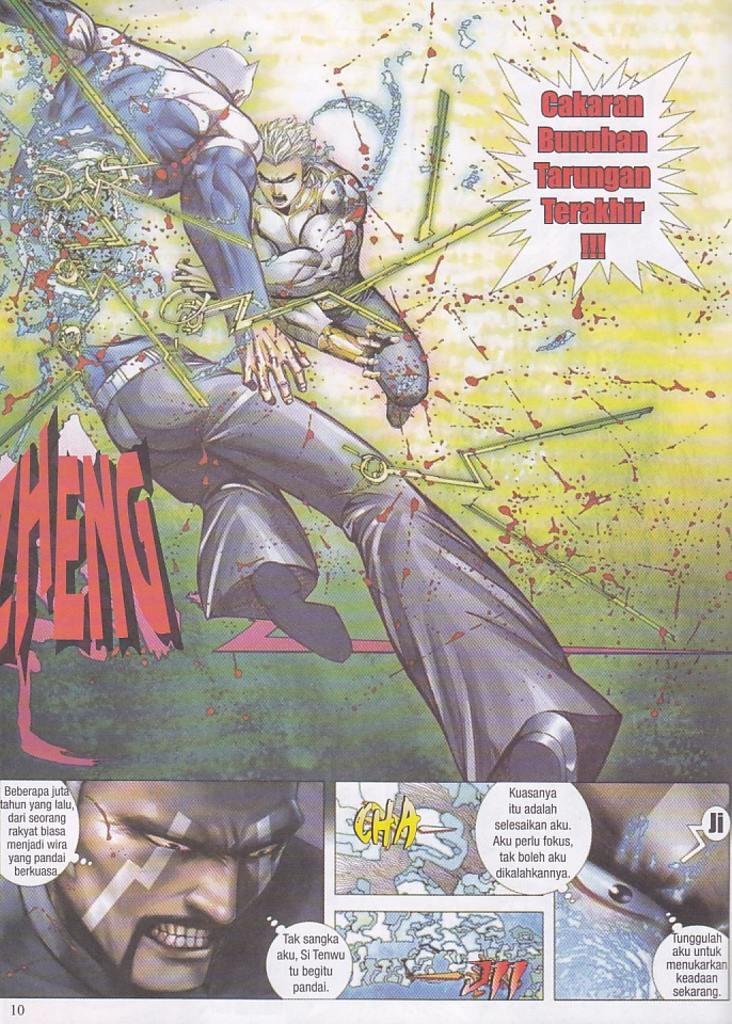 Cakaran
Bunuhan
Tarungan
Terakhir
!!!
HENG
Beberapa juta
tahun yang lalu,
dari seorang
rakyat biasa
menjadi wira
yang pandai
berkuasa.
Tak sangka
aku, Si Tenwu
tu begitu
pandai.
CHA
Kuasanya
itu adalah
selesaikan aku.
Aku perlu fokus,
tak boleh aku
dikalahkannya.
Ji
Tunggulah
aku untuk
menukarkan
keadaan
sekarang.
10